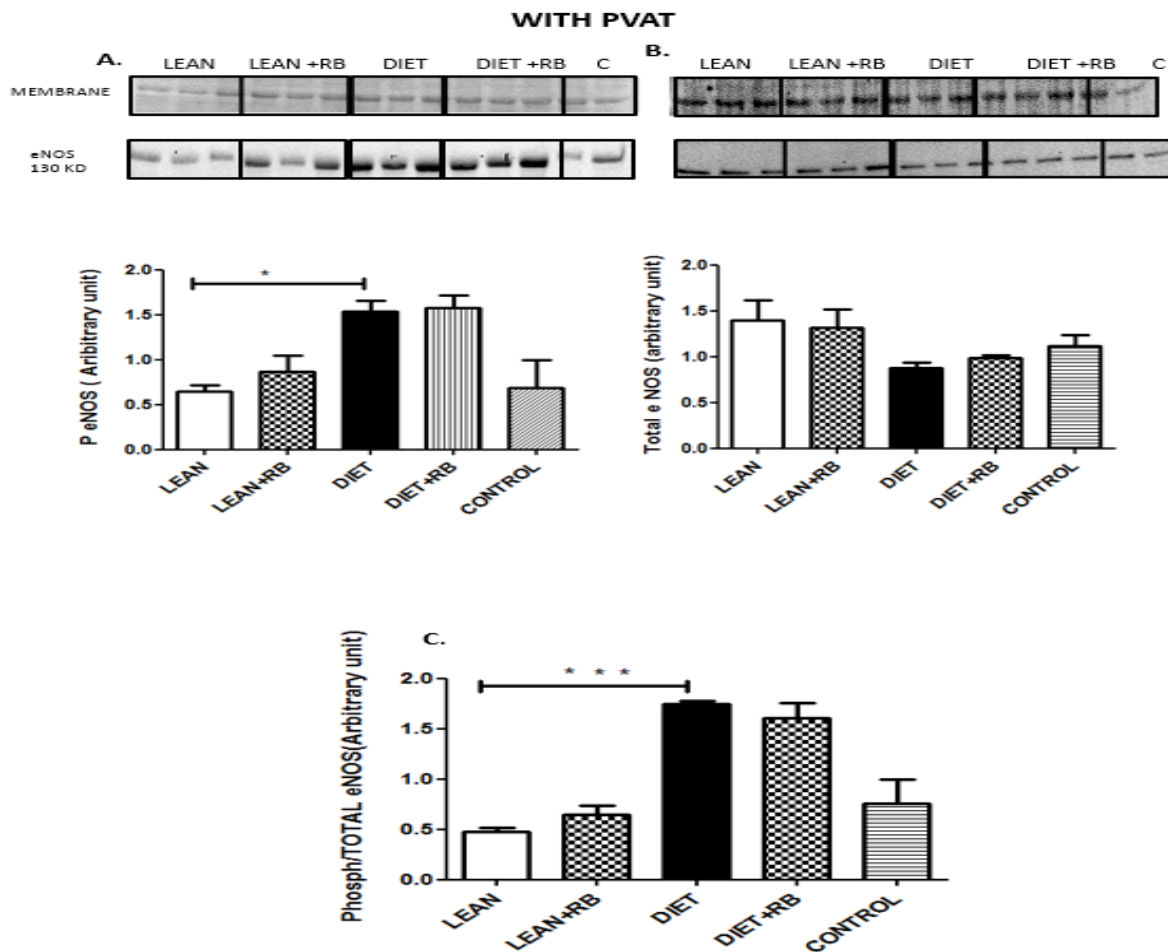 WITH PVAT
A.
LEAN LEAN +RB DIET DIET +RB C
MEMBRANE
eNOS
130 KD
B.
LEAN LEAN +RB DIET DIET +RB C
P eNOS ( Aribitrary unit)
2.0
1.5
1.0
0.5
0.0
*
LEAN
LEAN+RB
DIET
DIET+RB
CONTROL
Total e NOS (arbitrary unit)
2.0
1.5
1.0
0.5
0.0
LEAN
LEAN+RB
DIET
DIET+RB
CONTROL
C.
Phosph/TOTAL eNOS(Arbitrary unit)
2.0
1.5
1.0
0.5
0.0
* * *
LEAN
LEAN+RB
DIET
DIET+RB
CONTROL